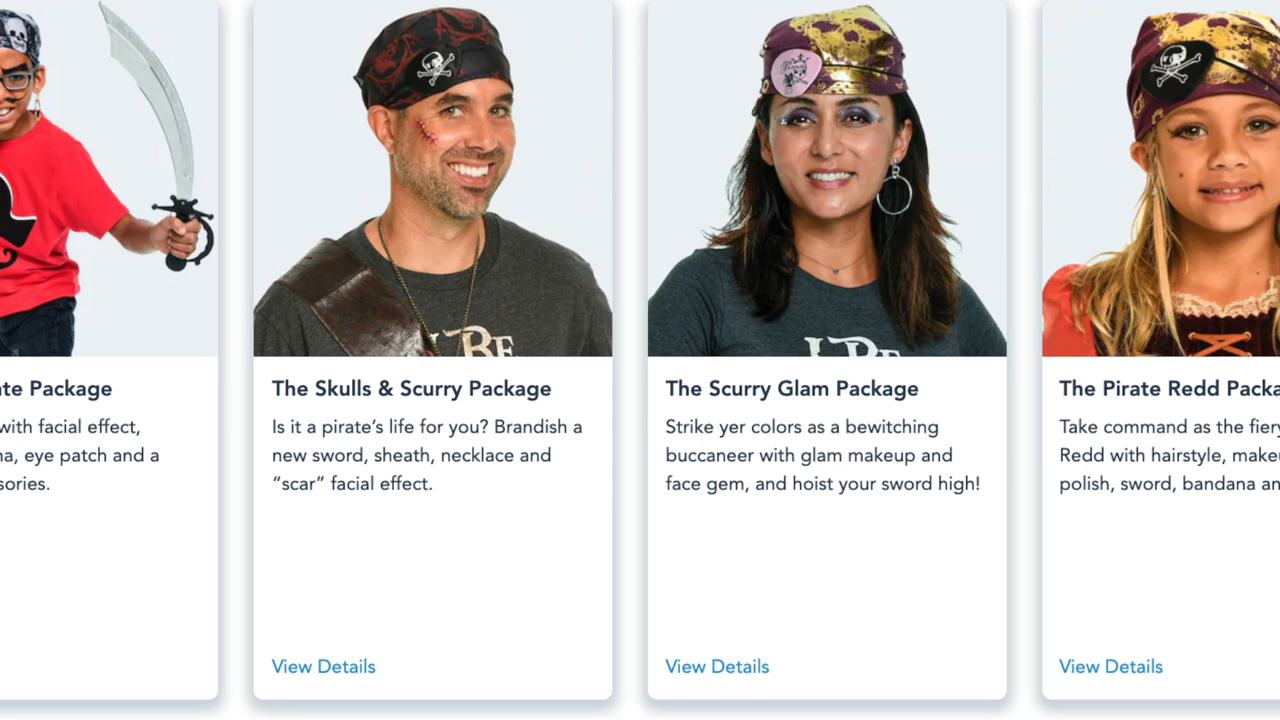 te Package
with facial effect,
na, eye patch and a
sories.
The Skulls & Scurry Package
Is it a pirate's life for you? Brandish a
new sword, sheath, necklace and
“scar” facial effect.
View Details
The Scurry Glam Package
Strike yer colors as a bewitching
buccaneer with glam makeup and
face gem, and hoist your sword high!
View Details
The Pirate Redd Packa
Take command as the fiery
Redd with hairstyle, make
polish, sword, bandana an
View Details